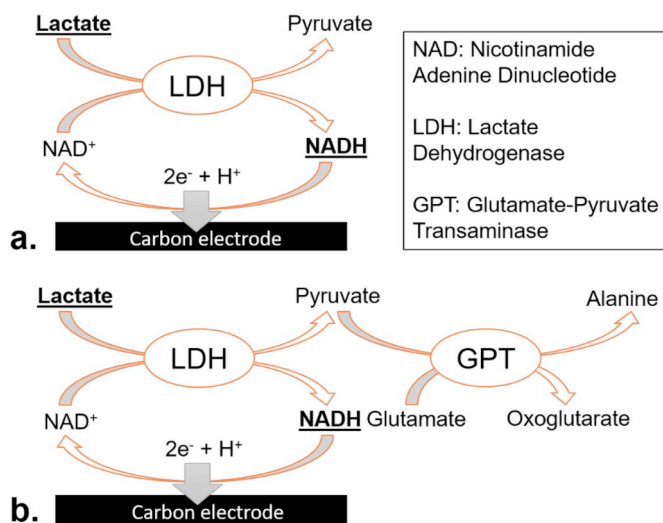 Lactate
Pyruvate
LDH
NAD⁺
NADH
2e⁻ + H⁺
a.
Carbon electrode
NAD: Nicotinamide
Adenine Dinucleotide
LDH: Lactate
Dehydrogenase
GPT: Glutamate-Pyruvate
Transaminase
Lactate
Pyruvate
Alanine
LDH
GPT
NAD⁺
NADH
Glutamate
Oxoglutarate
2e⁻ + H⁺
b.
Carbon electrode